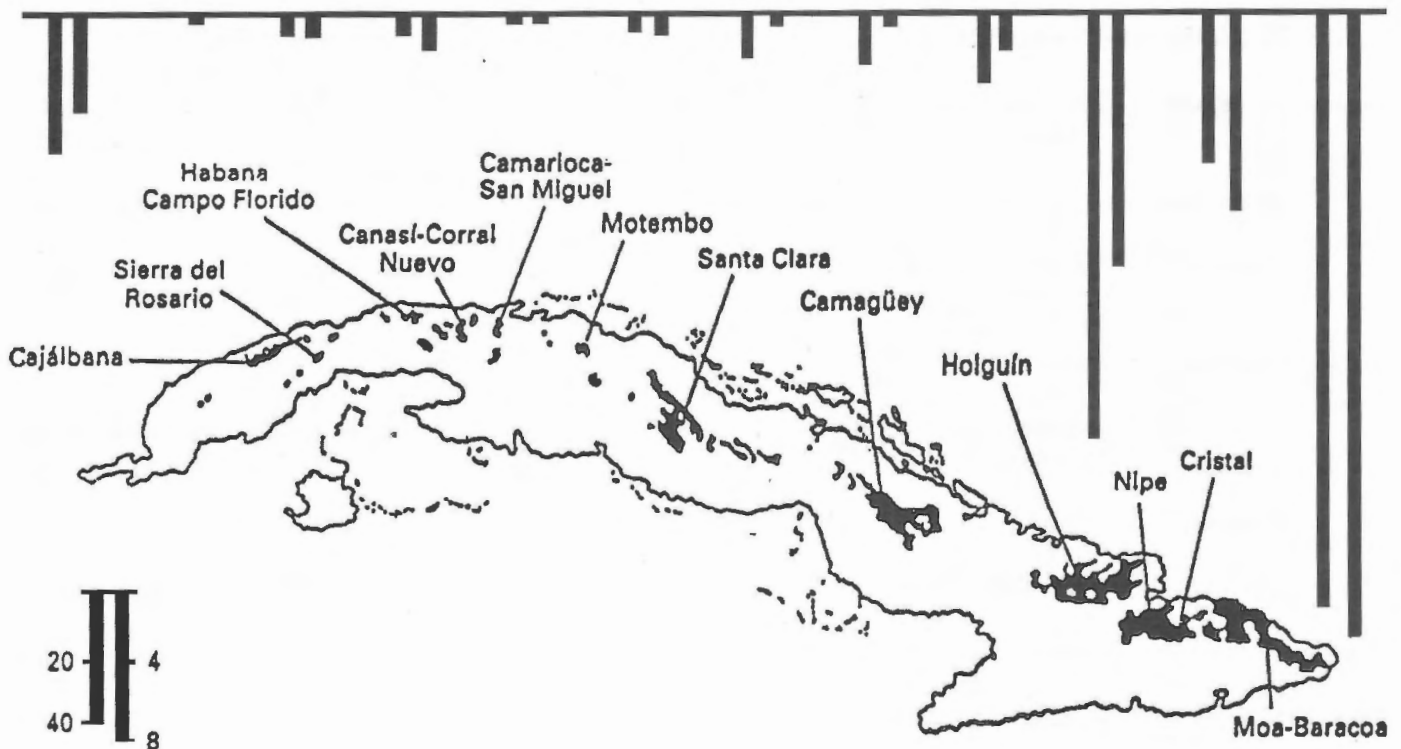 Habana
Campo Florido
Camarioca-
San Miguel
Canasí-Corral
Nuevo
Motembo
Sierra del
Rosario
Santa Clara
Camagüey
Cajálbana
Holguín
Nipe
Cristal
20
4
40
8
Moa-Baracoa